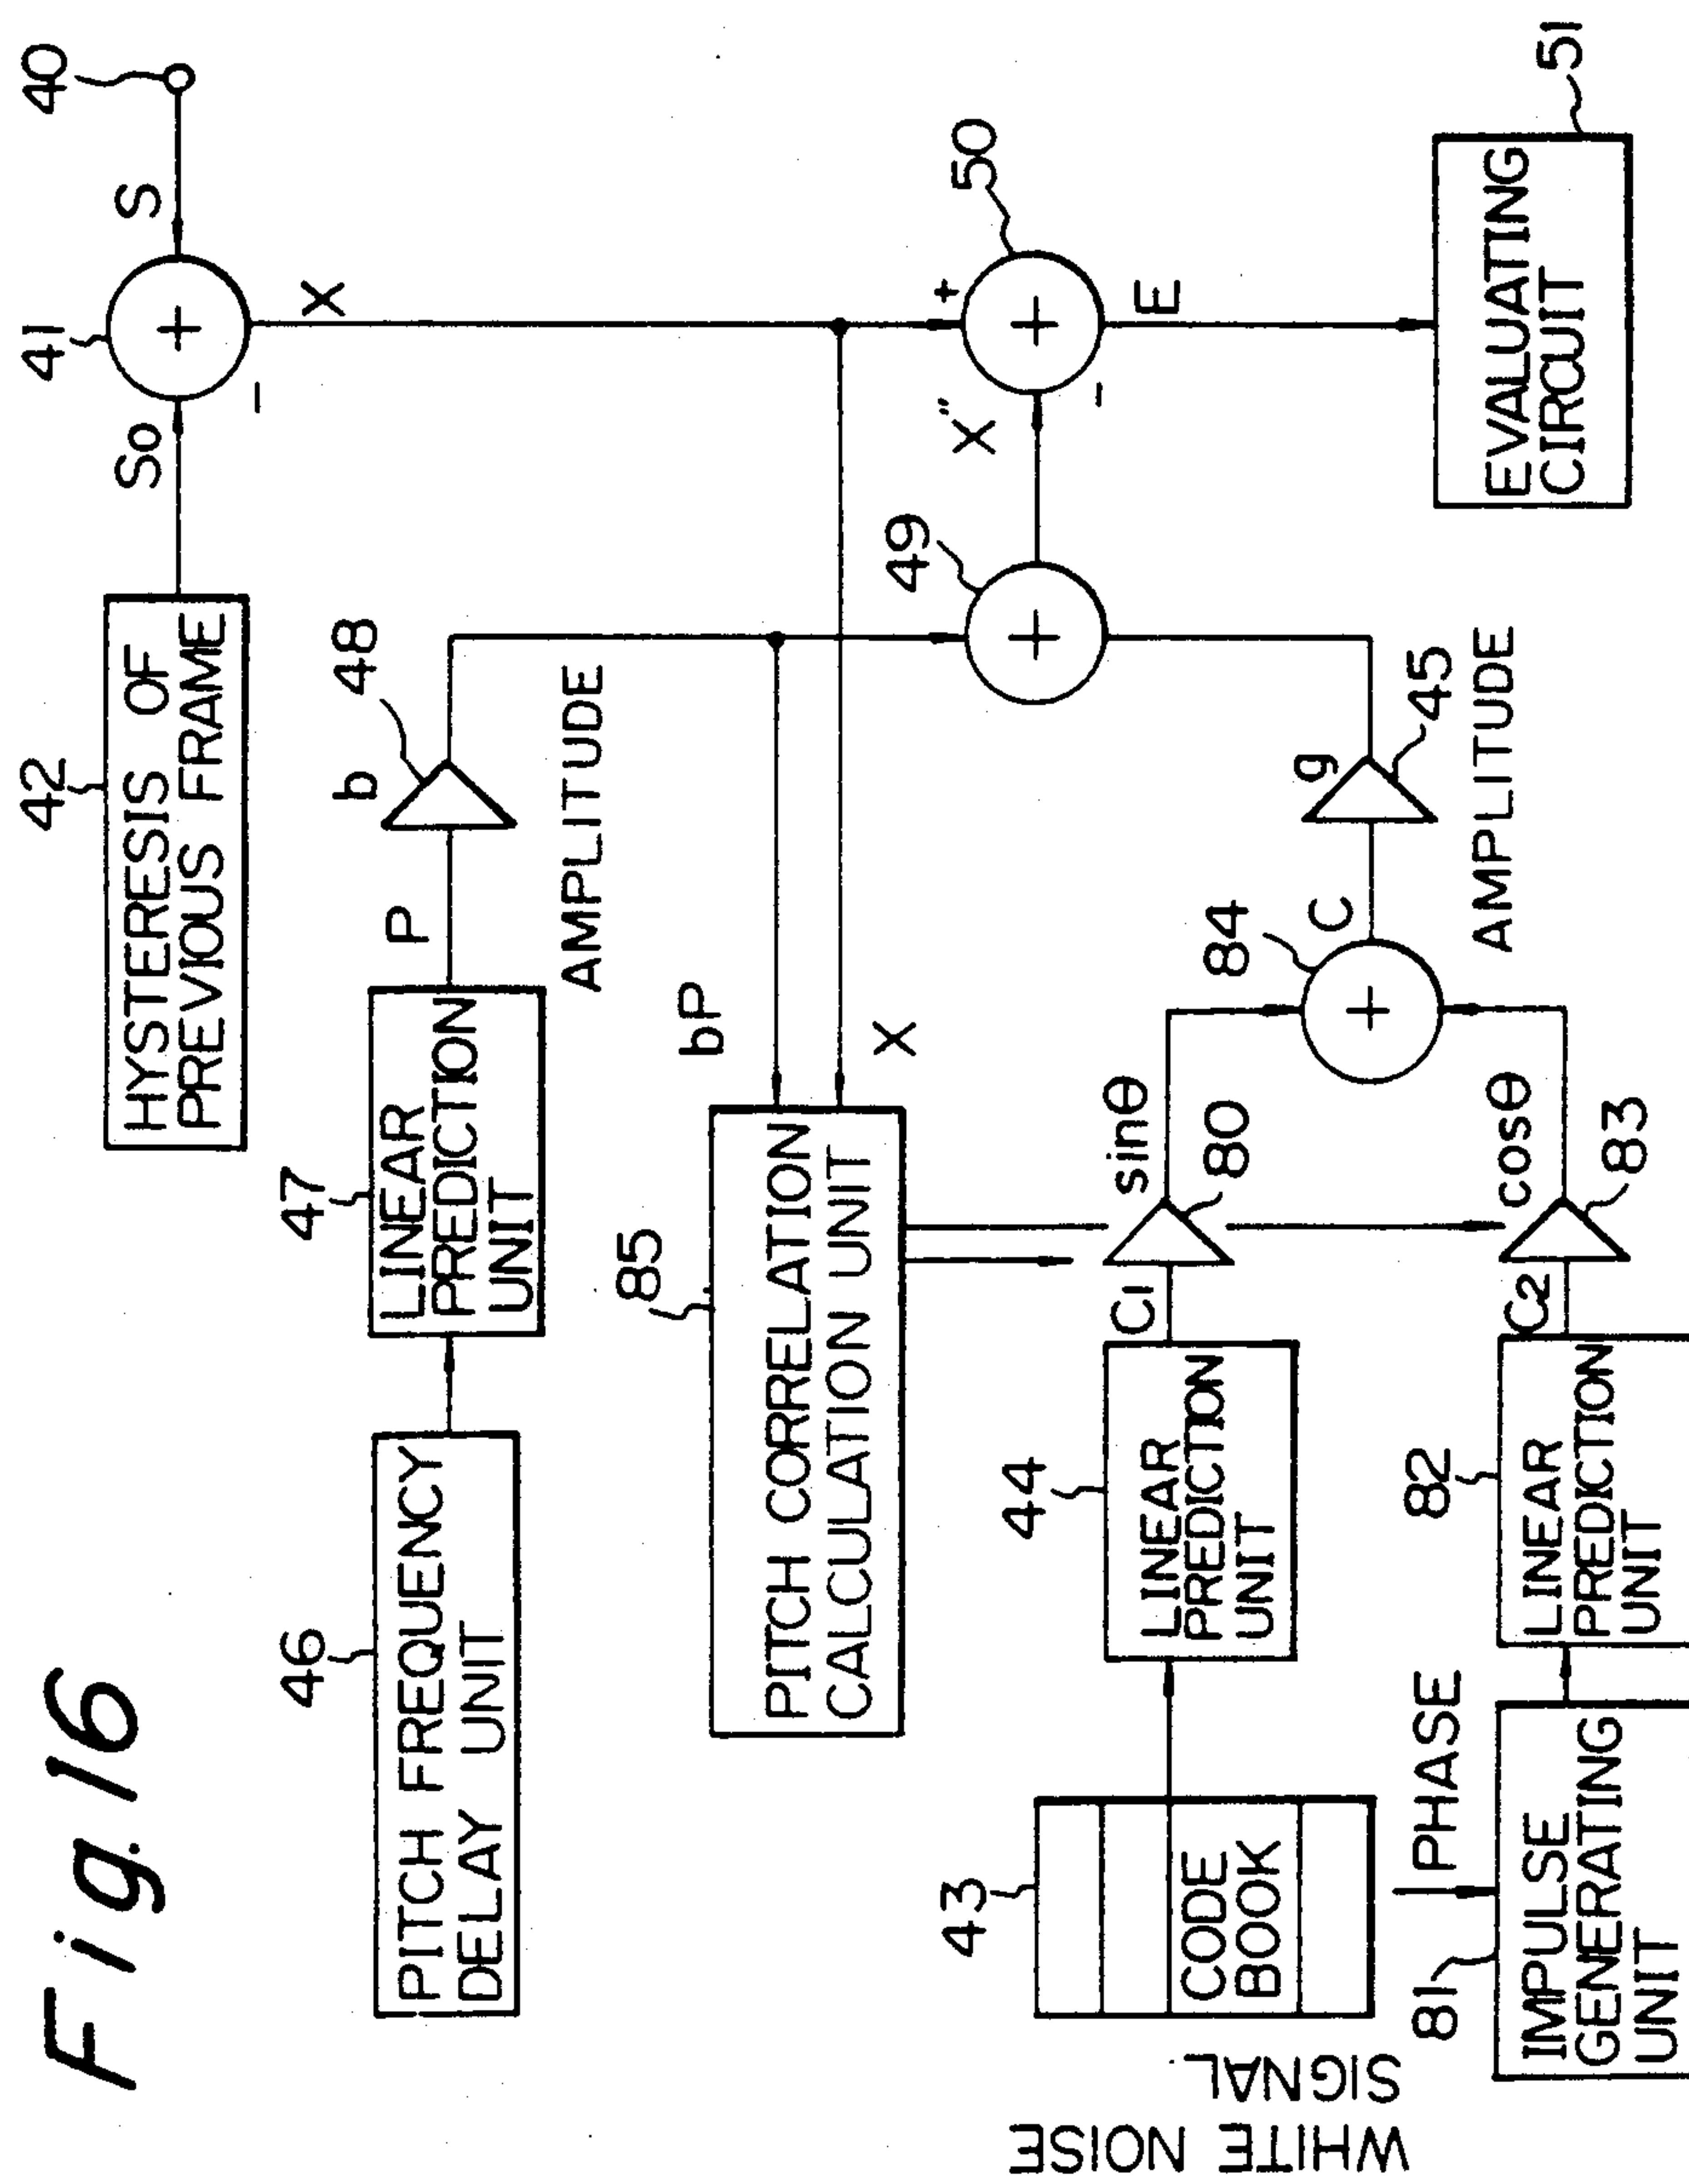 Fig. 16
42
HYSTERESIS OF
PREVIOUS FRAME
So
41
+
-
S
40
X
46
PITCH FREQUENCY
DELAY UNIT
47
LINEAR
PREDICTION
UNIT
P
b
48
AMPLITUDE
85
PITCH CORRELATION
CALCULATION UNIT
bP
X
49
+
X"
50
+
+
-
E
51
EVALUATING
CIRCUIT
WHITE NOISE
SIGNAL
43
CODE
BOOK
44
LINEAR
PREDICTION
UNIT
C1
sinθ
80
84
+
C
g
45
AMPLITUDE
PHASE
81
IMPULSE
GENERATING
UNIT
82
LINEAR
PREDICTION
UNIT
C2
cosθ
83